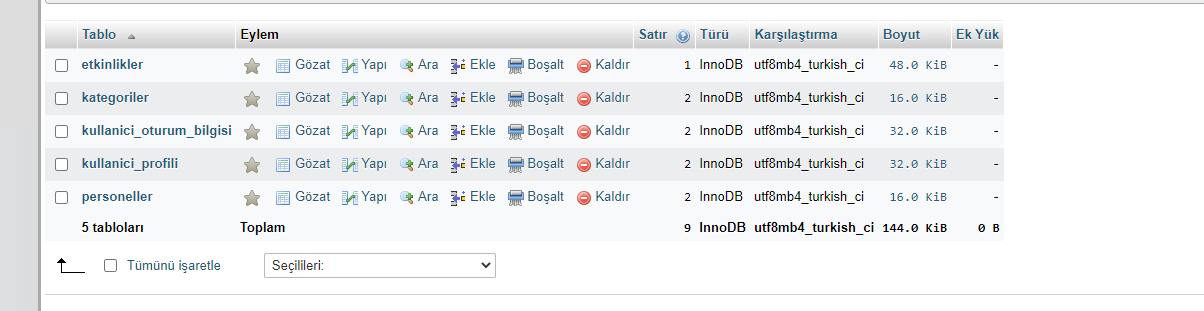 Tablo Eylem Satır Türü Karşılaştırma Boyut Ek Yük
etkinlikler Gözat Yapı Ara Ekle Boşalt Kaldır 1 InnoDB utf8mb4_turkish_ci 48.0 KiB -
kategoriler Gözat Yapı Ara Ekle Boşalt Kaldır 2 InnoDB utf8mb4_turkish_ci 16.0 KiB -
kullanici_oturum_bilgisi Gözat Yapı Ara Ekle Boşalt Kaldır 2 InnoDB utf8mb4_turkish_ci 32.0 KiB -
kullanici_profili Gözat Yapı Ara Ekle Boşalt Kaldır 2 InnoDB utf8mb4_turkish_ci 32.0 KiB -
personeller Gözat Yapı Ara Ekle Boşalt Kaldır 2 InnoDB utf8mb4_turkish_ci 16.0 KiB -
5 tabloları Toplam 9 InnoDB utf8mb4_turkish_ci 144.0 KiB 0 B
Tümünü işaretle Seçilileri: